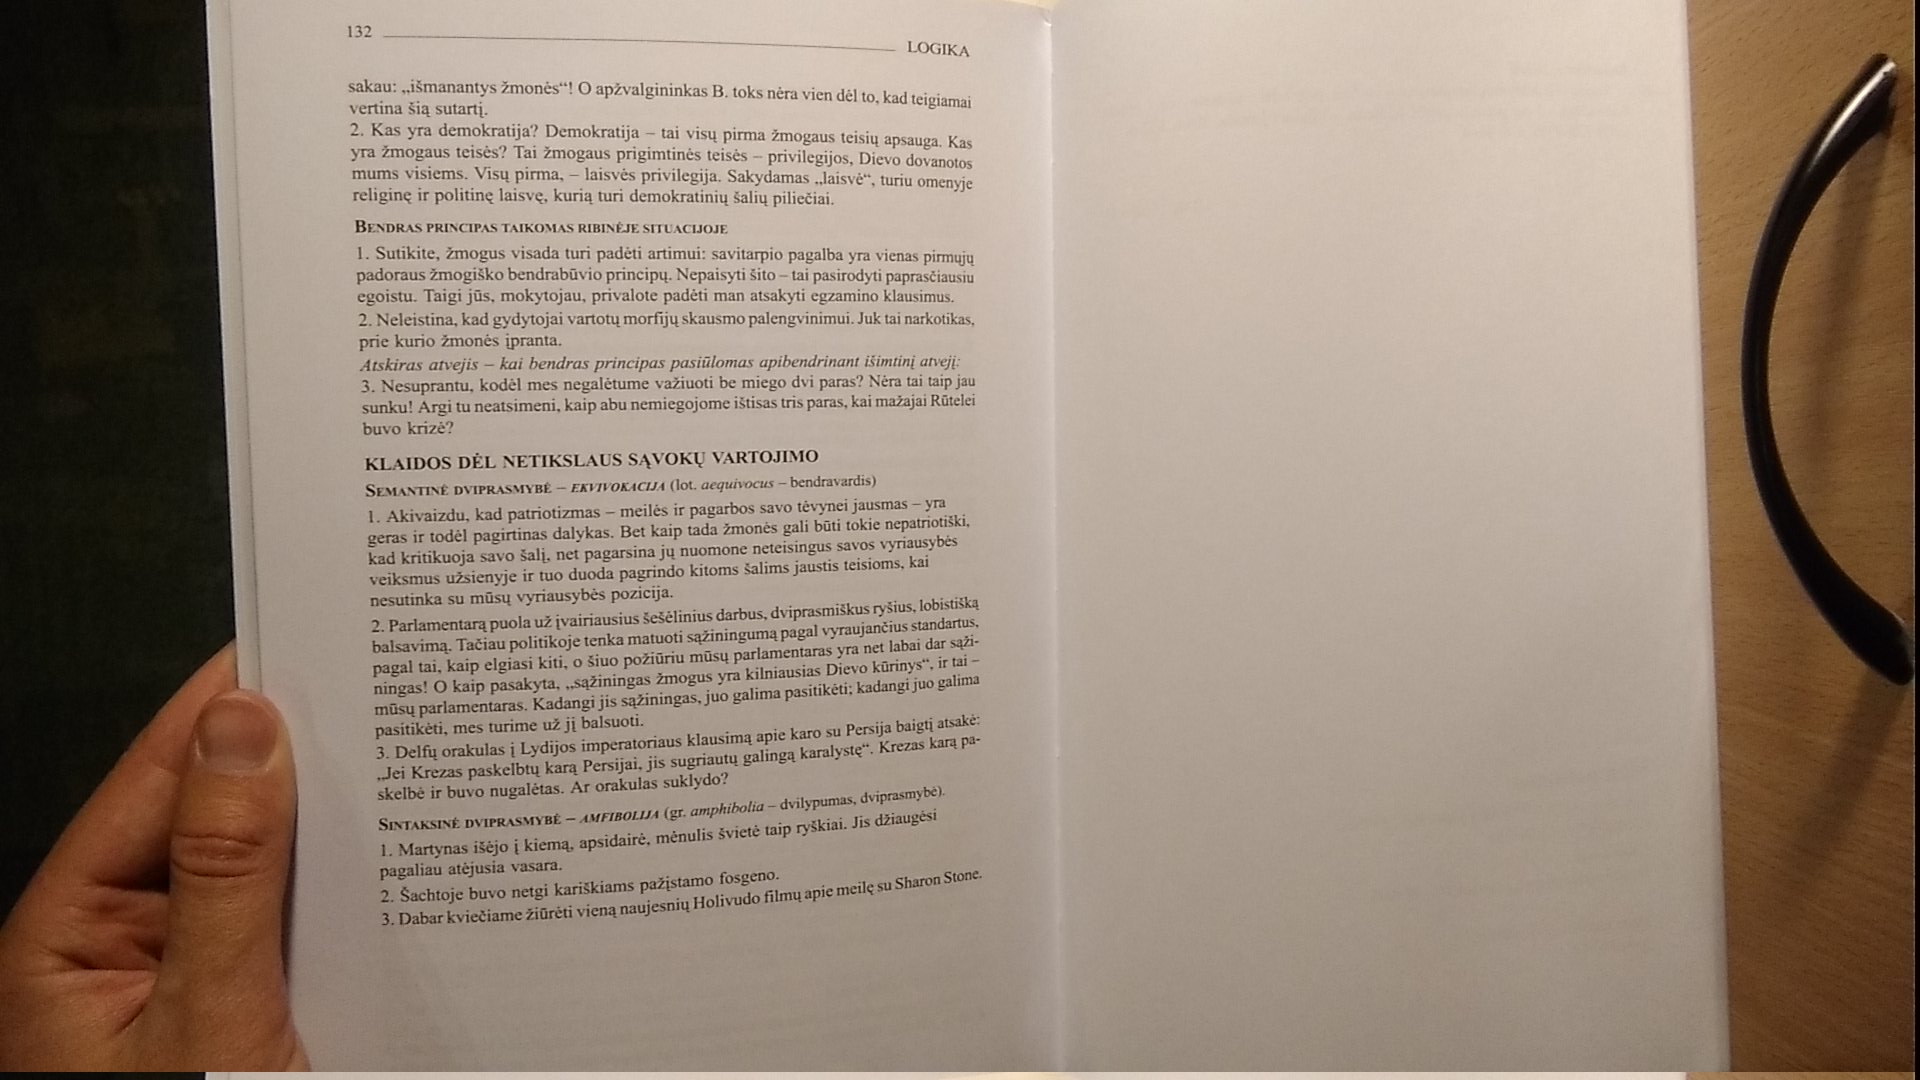 132 LOGIKA
sakau: „išmanantys žmonės“! O apžvalgininkas B. toks nėra vien dėl to, kad teigiamai
vertina šią sutartį.
2. Kas yra demokratija? Demokratija – tai visų pirma žmogaus teisių apsauga. Kas
yra žmogaus teisės? Tai žmogaus prigimtinės teisės – privilegijos, Dievo dovanotos
mums visiems. Visų pirma, – laisvės privilegija. Sakydamas „laisvė“, turiu omenyje
religinę ir politinę laisvę, kurią turi demokratinių šalių piliečiai.
BENDRAS PRINCIPAS TAIKOMAS RIBINĖJE SITUACIJOJE
1. Sutikite, žmogus visada turi padėti artimui: savitarpio pagalba yra vienas pirmųjų
padoraus žmogiško bendrabūvio principų. Nepaisyti šito – tai pasirodyti paprasčiausiu
egoistu. Taigi jūs, mokytojau, privalote padėti man atsakyti egzamino klausimus.
2. Neleistina, kad gydytojai vartotų morfijų skausmo palengvinimui. Juk tai narkotikas,
prie kurio žmonės įpranta.
Atskiras atvejis – kai bendras principas pasiūlomas apibendrinant išimtinį atvejį:
3. Nesuprantu, kodėl mes negalėtume važiuoti be miego dvi paras? Nėra tai taip jau
sunku! Argi tu neatsimeni, kaip abu nemiegojome ištisas tris paras, kai mažajai Rūtelei
buvo krizė?
KLAIDOS DĖL NETIKSLAUS SĄVOKŲ VARTOJIMO
SEMANTINĖ DVIPRASMYBĖ – EKVIVOKACIJA (lot. aequivocus – bendravardis)
1. Akivaizdu, kad patriotizmas – meilės ir pagarbos savo tėvynei jausmas – yra
geras ir todėl pagirtinas dalykas. Bet kaip tada žmonės gali būti tokie nepatriotiški,
kad kritikuoja savo šalį, net pagarsina jų nuomone neteisingus savos vyriausybės
veiksmus užsienyje ir tuo duoda pagrindo kitoms šalims jaustis teisioms, kai
nesutinka su mūsų vyriausybės pozicija.
2. Parlamentarą puola už įvairiausius šešėlinius darbus, dviprasmiškus ryšius, lobistišką
balsavimą. Tačiau politikoje tenka matuoti sąžiningumą pagal vyraujančius standartus,
pagal tai, kaip elgiasi kiti, o šiuo požiūriu mūsų parlamentaras yra net labai dar sąži-
ningas! O kaip pasakyta, „sąžiningas žmogus yra kilniausias Dievo kūrinys“, ir tai –
mūsų parlamentaras. Kadangi jis sąžiningas, juo galima pasitikėti; kadangi juo galima
pasitikėti, mes turime už jį balsuoti.
3. Delfų orakulas į Lydijos imperatoriaus klausimą apie karo su Persija baigtį atsakė:
„Jei Krezas paskelbtų karą Persijai, jis sugriautų galingą karalystę“. Krezas karą pa-
skelbė ir buvo nugalėtas. Ar orakulas suklydo?
SINTAKSINĖ DVIPRASMYBĖ – AMFIBOLIJA (gr. amphibolia – dvilypumas, dviprasmybė).
1. Martynas išėjo į kiemą, apsidairė, mėnulis švietė taip ryškiai. Jis džiaugėsi
pagaliau atėjusia vasara.
2. Šachtoje buvo netgi kariškiams pažįstamo fosgeno.
3. Dabar kviečiame žiūrėti vieną naujesnių Holivudo filmų apie meilę su Sharon Stone.